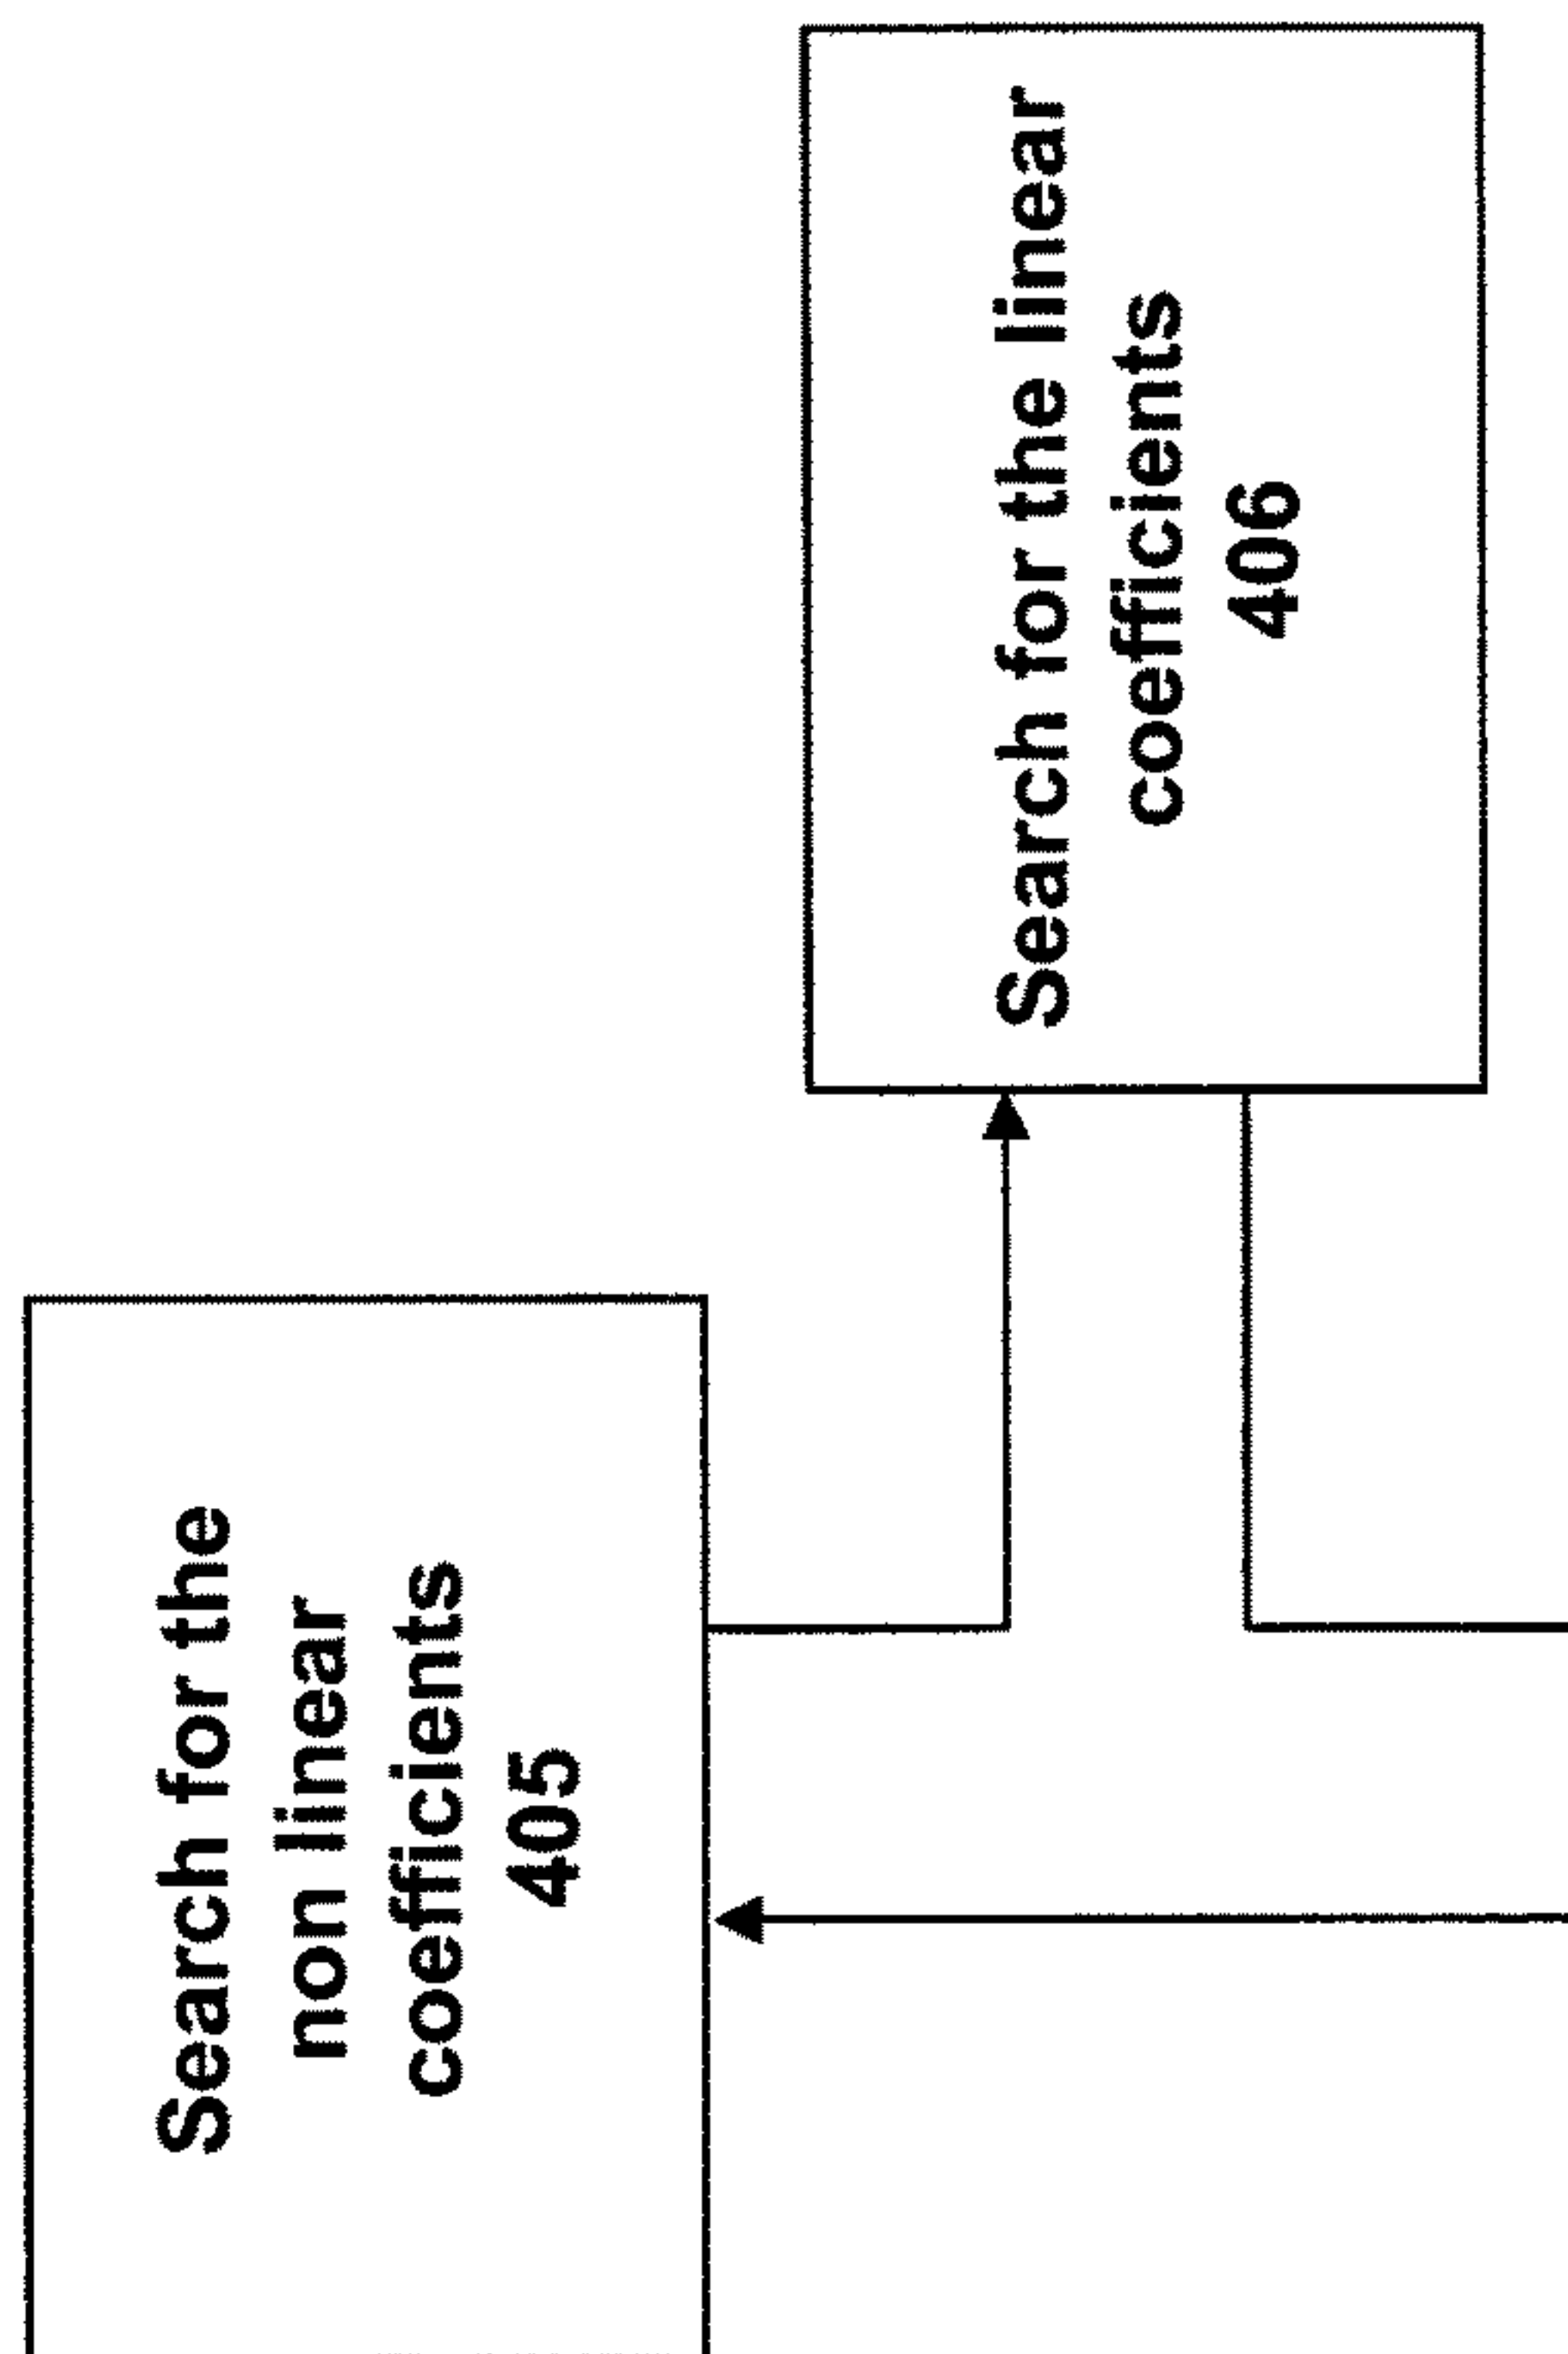 Search for the
non linear
coefficients
405
Search for the linear
coefficients
406